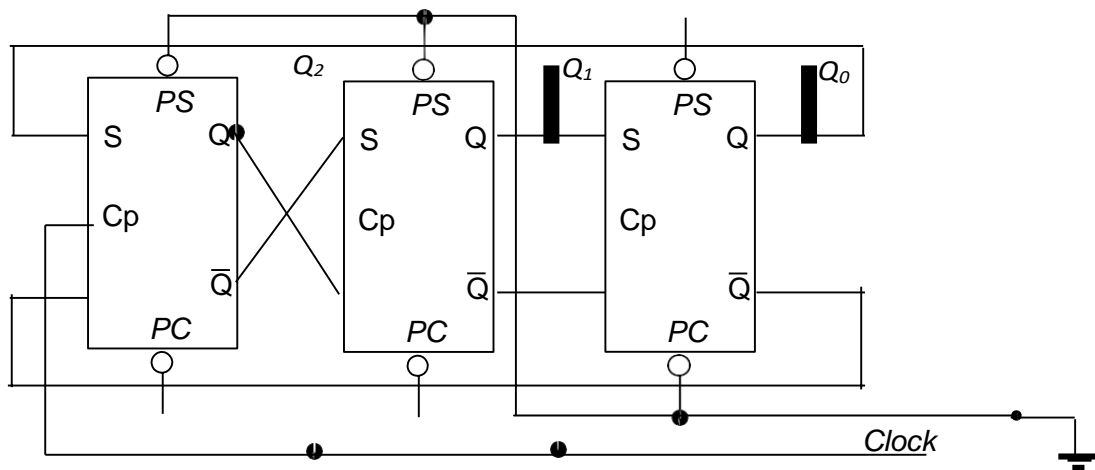 Q2 Q1 Q0
PS PS PS
S Q S Q S Q
Cp Cp Cp
Q̅ Q̅ Q̅
PC PC PC
Clock